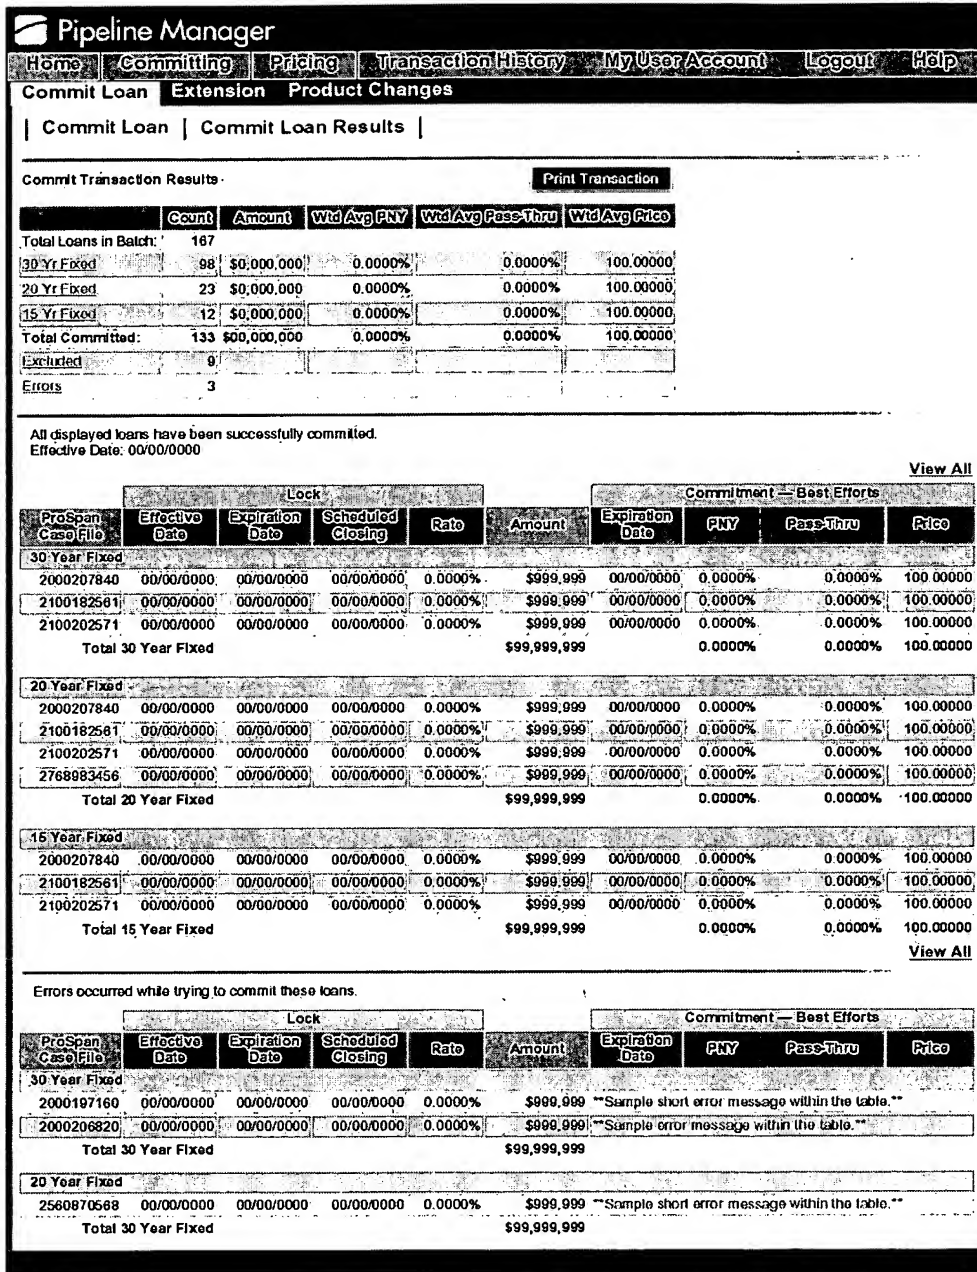 Pipeline Manager
Home Committing Pricing Transaction History My User Account Logout Help
Commit Loan Extension Product Changes
| Commit Loan | Commit Loan Results |
Commit Transaction Results Print Transaction
Count Amount Wtd Avg PNY Wtd Avg Pass-Thru Wtd Avg Price
Total Loans in Batch: 167
30 Yr Fixed 98 $0,000,000 0.0000% 0.0000% 100.00000
20 Yr Fixed 23 $0,000,000 0.0000% 0.0000% 100.00000
15 Yr Fixed 12 $0,000,000 0.0000% 0.0000% 100.00000
Total Committed: 133 $00,000,000 0.0000% 0.0000% 100.00000
Excluded 9
Errors 3
All displayed loans have been successfully committed.
Effective Date: 00/00/0000
View All
Lock Commitment — Best Efforts
ProSpan Case File Effective Date Expiration Date Scheduled Closing Rate Amount Expiration Date PNY Pass-Thru Price
30 Year Fixed
2000207840 00/00/0000 00/00/0000 00/00/0000 0.0000% $999,999 00/00/0000 0.0000% 0.0000% 100.00000
2100182561 00/00/0000 00/00/0000 00/00/0000 0.0000% $999,999 00/00/0000 0.0000% 0.0000% 100.00000
2100202571 00/00/0000 00/00/0000 00/00/0000 0.0000% $999,999 00/00/0000 0.0000% 0.0000% 100.00000
Total 30 Year Fixed $99,999,999 0.0000% 0.0000% 100.00000
20 Year Fixed
2000207840 00/00/0000 00/00/0000 00/00/0000 0.0000% $999,999 00/00/0000 0.0000% 0.0000% 100.00000
2100182561 00/00/0000 00/00/0000 00/00/0000 0.0000% $999,999 00/00/0000 0.0000% 0.0000% 100.00000
2100202571 00/00/0000 00/00/0000 00/00/0000 0.0000% $999,999 00/00/0000 0.0000% 0.0000% 100.00000
2768983456 00/00/0000 00/00/0000 00/00/0000 0.0000% $999,999 00/00/0000 0.0000% 0.0000% 100.00000
Total 20 Year Fixed $99,999,999 0.0000% 0.0000% 100.00000
15 Year Fixed
2000207840 00/00/0000 00/00/0000 00/00/0000 0.0000% $999,999 00/00/0000 0.0000% 0.0000% 100.00000
2100182561 00/00/0000 00/00/0000 00/00/0000 0.0000% $999,999 00/00/0000 0.0000% 0.0000% 100.00000
2100202571 00/00/0000 00/00/0000 00/00/0000 0.0000% $999,999 00/00/0000 0.0000% 0.0000% 100.00000
Total 15 Year Fixed $99,999,999 0.0000% 0.0000% 100.00000
View All
Errors occurred while trying to commit these loans.
Lock Commitment — Best Efforts
ProSpan Case File Effective Date Expiration Date Scheduled Closing Rate Amount Expiration Date PNY Pass-Thru Price
30 Year Fixed
2000197160 00/00/0000 00/00/0000 00/00/0000 0.0000% $999,999 **Sample short error message within the table.**
2000206820 00/00/0000 00/00/0000 00/00/0000 0.0000% $999,999 **Sample error message within the table.**
Total 30 Year Fixed $99,999,999
20 Year Fixed
2560870568 00/00/0000 00/00/0000 00/00/0000 0.0000% $999,999 **Sample short error message within the table.**
Total 30 Year Fixed $99,999,999